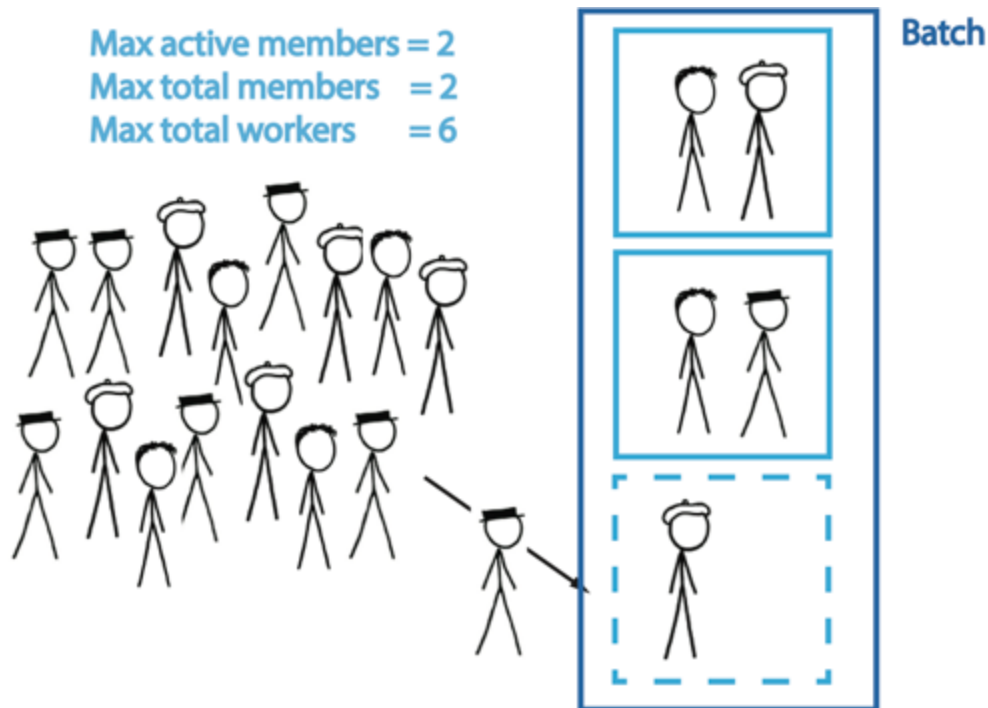 Max active members = 2
Max total members = 2
Max total workers = 6
Batch